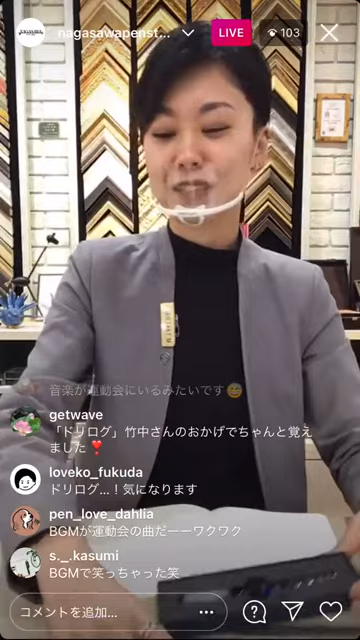 nagasawapenst...
LIVE
103
音楽が運動会にいるみたいです😅
getwave
「ドリログ」竹中さんのおかげでちゃんと覚え
ました❣️
loveko_fukuda
ドリログ…！気になります
pen_love_dahlia
BGMが運動会の曲だーーワクワク
s._.kasumi
BGMで笑っちゃった笑
コメントを追加...